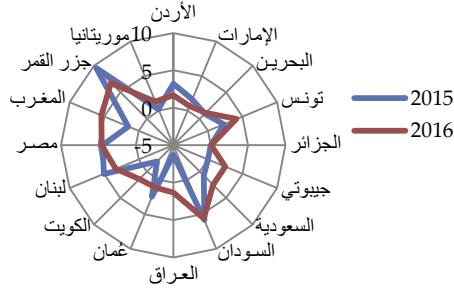 الأردن
الإمارات
البحرين
تونس
الجزائر
جيبوتي
السعودية
السودان
العراق
عُمان
الكويت
لبنان
مصر
المغرب
جزر القمر
موريتانيا
10
5
0
-5
2015
2016